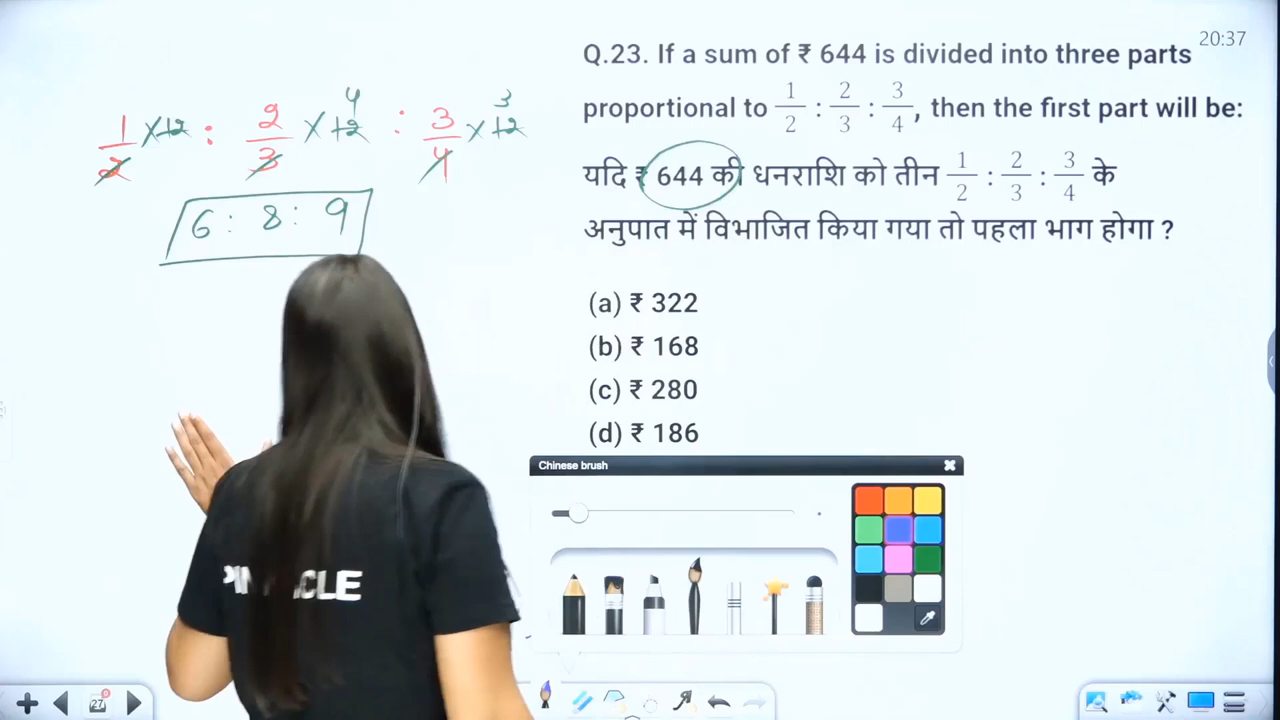 20:37
Q.23. If a sum of ₹ 644 is divided into three parts
proportional to 1/2 : 2/3 : 3/4, then the first part will be:
यदि ₹ 644 की धनराशि को तीन 1/2 : 2/3 : 3/4 के
अनुपात में विभाजित किया गया तो पहला भाग होगा ?
(a) ₹ 322
(b) ₹ 168
(c) ₹ 280
(d) ₹ 186
1/2 × 12 : 2/3 × 12 4 : 3/4 × 12 3
6 : 8 : 9
Chinese brush
27